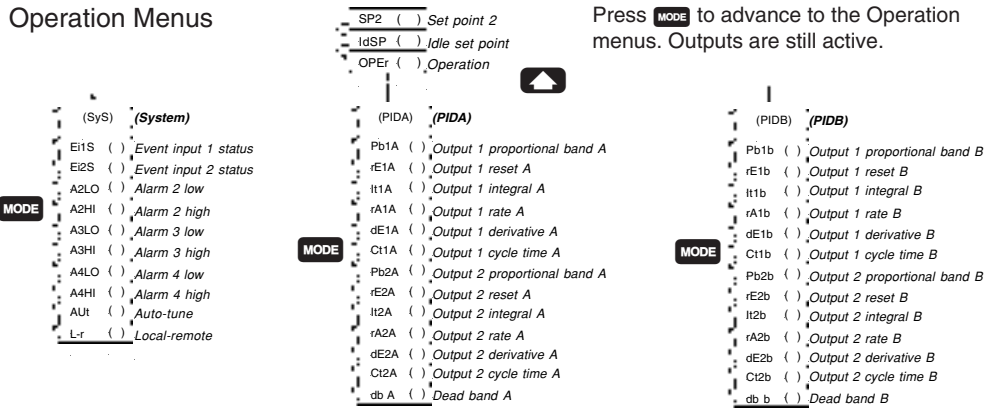 Operation Menus
SP2 ( ) Set point 2
IdSP ( ) Idle set point
OPEr ( ) Operation
Press MODE to advance to the Operation
menus. Outputs are still active.
(SyS) (System)
Ei1S ( ) Event input 1 status
Ei2S ( ) Event input 2 status
A2LO ( ) Alarm 2 low
A2HI ( ) Alarm 2 high
A3LO ( ) Alarm 3 low
A3HI ( ) Alarm 3 high
A4LO ( ) Alarm 4 low
A4HI ( ) Alarm 4 high
AUt ( ) Auto-tune
L-r ( ) Local-remote
MODE
(PIDA) (PIDA)
Pb1A ( ) Output 1 proportional band A
rE1A ( ) Output 1 reset A
It1A ( ) Output 1 integral A
rA1A ( ) Output 1 rate A
dE1A ( ) Output 1 derivative A
Ct1A ( ) Output 1 cycle time A
Pb2A ( ) Output 2 proportional band A
rE2A ( ) Output 2 reset A
It2A ( ) Output 2 integral A
rA2A ( ) Output 2 rate A
dE2A ( ) Output 2 derivative A
Ct2A ( ) Output 2 cycle time A
db A ( ) Dead band A
MODE
(PIDB) (PIDB)
Pb1b ( ) Output 1 proportional band B
rE1b ( ) Output 1 reset B
It1b ( ) Output 1 integral B
rA1b ( ) Output 1 rate B
dE1b ( ) Output 1 derivative B
Ct1b ( ) Output 1 cycle time B
Pb2b ( ) Output 2 proportional band B
rE2b ( ) Output 2 reset B
It2b ( ) Output 2 integral B
rA2b ( ) Output 2 rate B
dE2b ( ) Output 2 derivative B
Ct2b ( ) Output 2 cycle time B
db b ( ) Dead band B
MODE